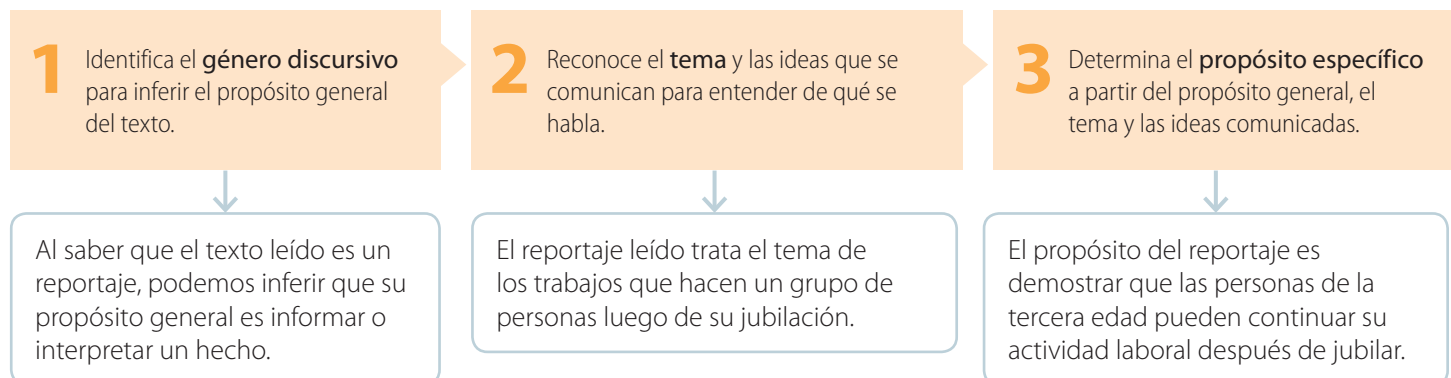 1
Identifica el género discursivo
para inferir el propósito general
del texto.
2
Reconoce el tema y las ideas que se
comunican para entender de qué se
habla.
3
Determina el propósito específico
a partir del propósito general, el
tema y las ideas comunicadas.
Al saber que el texto leído es un
reportaje, podemos inferir que su
propósito general es informar o
interpretar un hecho.
El reportaje leído trata el tema de
los trabajos que hacen un grupo de
personas luego de su jubilación.
El propósito del reportaje es
demostrar que las personas de la
tercera edad pueden continuar su
actividad laboral después de jubilar.